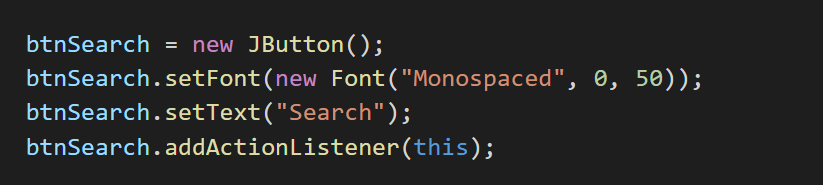 btnSearch = new JButton();
btnSearch.setFont(new Font("Monospaced", 0, 50));
btnSearch.setText("Search");
btnSearch.addActionListener(this);